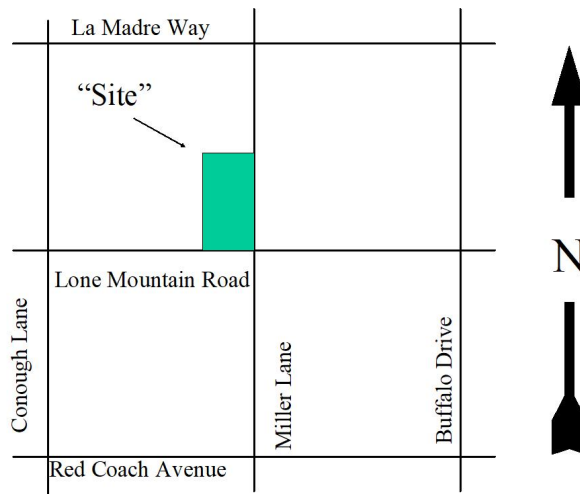 La Madre Way
“Site”
N
Lone Mountain Road
Conough Lane
Miller Lane
Buffalo Drive
Red Coach Avenue